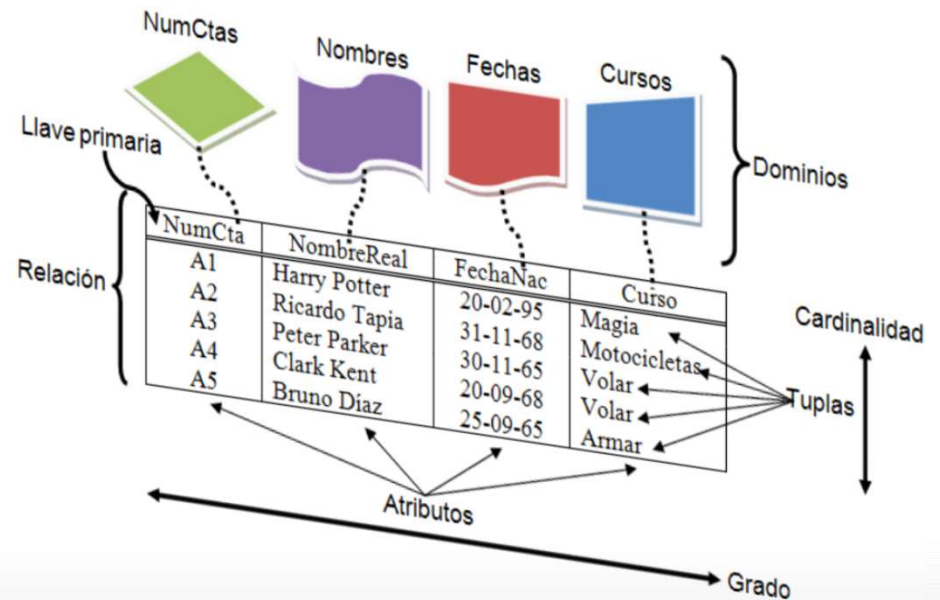 NumCtas
Nombres
Fechas
Cursos
Dominios
Llave primaria
Relación
NumCta NombreReal FechaNac Curso
A1 Harry Potter 20-02-95 Magia
A2 Ricardo Tapia 31-11-68 Motocicletas
A3 Peter Parker 30-11-65 Volar
A4 Clark Kent 20-09-68 Volar
A5 Bruno Díaz 25-09-65 Armar
Cardinalidad
Tuplas
Atributos
Grado